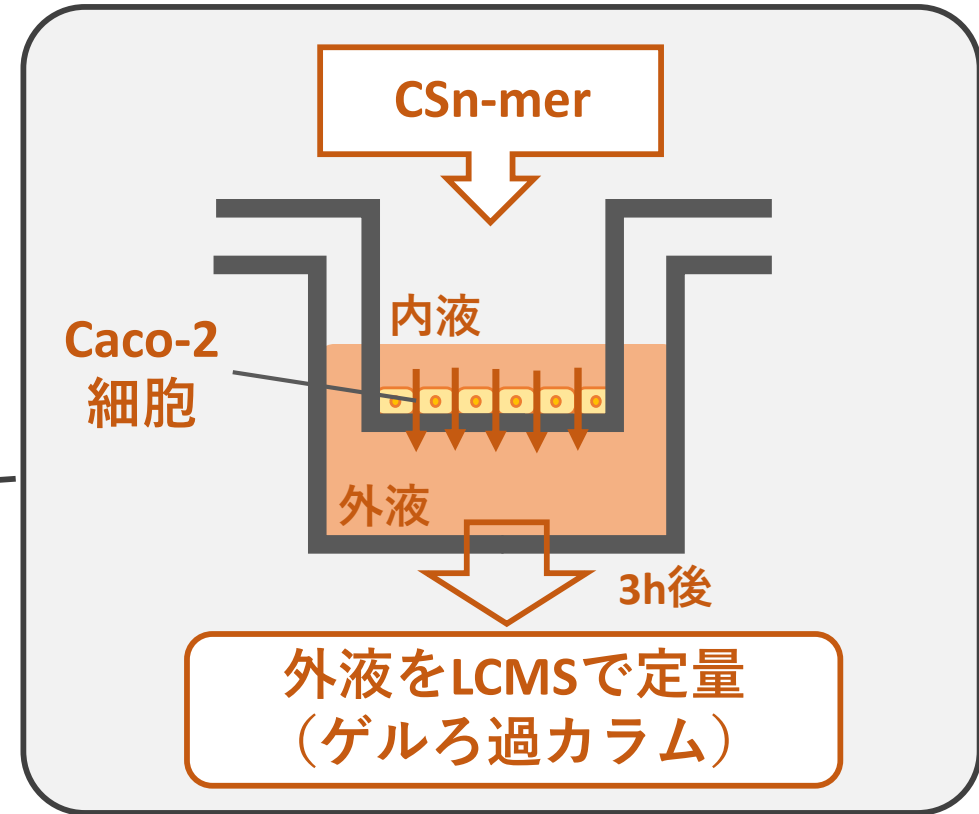 CSn-mer
内液
Caco-2
細胞
外液
3h後
外液をLCMSで定量
（ゲルろ過カラム）